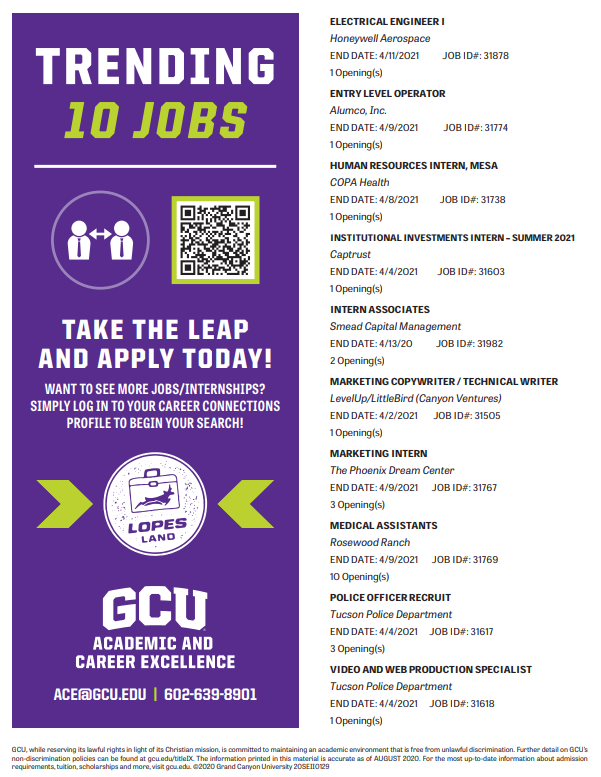 TRENDING
10 JOBS
TAKE THE LEAP
AND APPLY TODAY!
WANT TO SEE MORE JOBS/INTERNSHIPS?
SIMPLY LOG IN TO YOUR CAREER CONNECTIONS
PROFILE TO BEGIN YOUR SEARCH!
LOPES
LAND
GCU
ACADEMIC AND
CAREER EXCELLENCE
ACE@GCU.EDU | 602-639-8901
ELECTRICAL ENGINEER I
Honeywell Aerospace
END DATE: 4/11/2021 JOB ID#: 31878
1 Opening(s)
ENTRY LEVEL OPERATOR
Alumco, Inc.
END DATE: 4/9/2021 JOB ID#: 31774
1 Opening(s)
HUMAN RESOURCES INTERN, MESA
COPA Health
END DATE: 4/8/2021 JOB ID#: 31738
1 Opening(s)
INSTITUTIONAL INVESTMENTS INTERN – SUMMER 2021
Captrust
END DATE: 4/4/2021 JOB ID#: 31603
1 Opening(s)
INTERN ASSOCIATES
Smead Capital Management
END DATE: 4/13/20 JOB ID#: 31982
2 Opening(s)
MARKETING COPYWRITER / TECHNICAL WRITER
LevelUp/LittleBird (Canyon Ventures)
END DATE: 4/2/2021 JOB ID#: 31505
1 Opening(s)
MARKETING INTERN
The Phoenix Dream Center
END DATE: 4/9/2021 JOB ID#: 31767
3 Opening(s)
MEDICAL ASSISTANTS
Rosewood Ranch
END DATE: 4/9/2021 JOB ID#: 31769
10 Opening(s)
POLICE OFFICER RECRUIT
Tucson Police Department
END DATE: 4/4/2021 JOB ID#: 31617
3 Opening(s)
VIDEO AND WEB PRODUCTION SPECIALIST
Tucson Police Department
END DATE: 4/4/2021 JOB ID#: 31618
1 Opening(s)
GCU, while reserving its lawful rights in light of its Christian mission, is committed to maintaining an academic environment that is free from unlawful discrimination. Further detail on GCU's
non-discrimination policies can be found at gcu.edu/titleIX. The information printed in this material is accurate as of AUGUST 2020. For the most up-to-date information about admission
requirements, tuition, scholarships and more, visit gcu.edu. ©2020 Grand Canyon University 20SEII0129